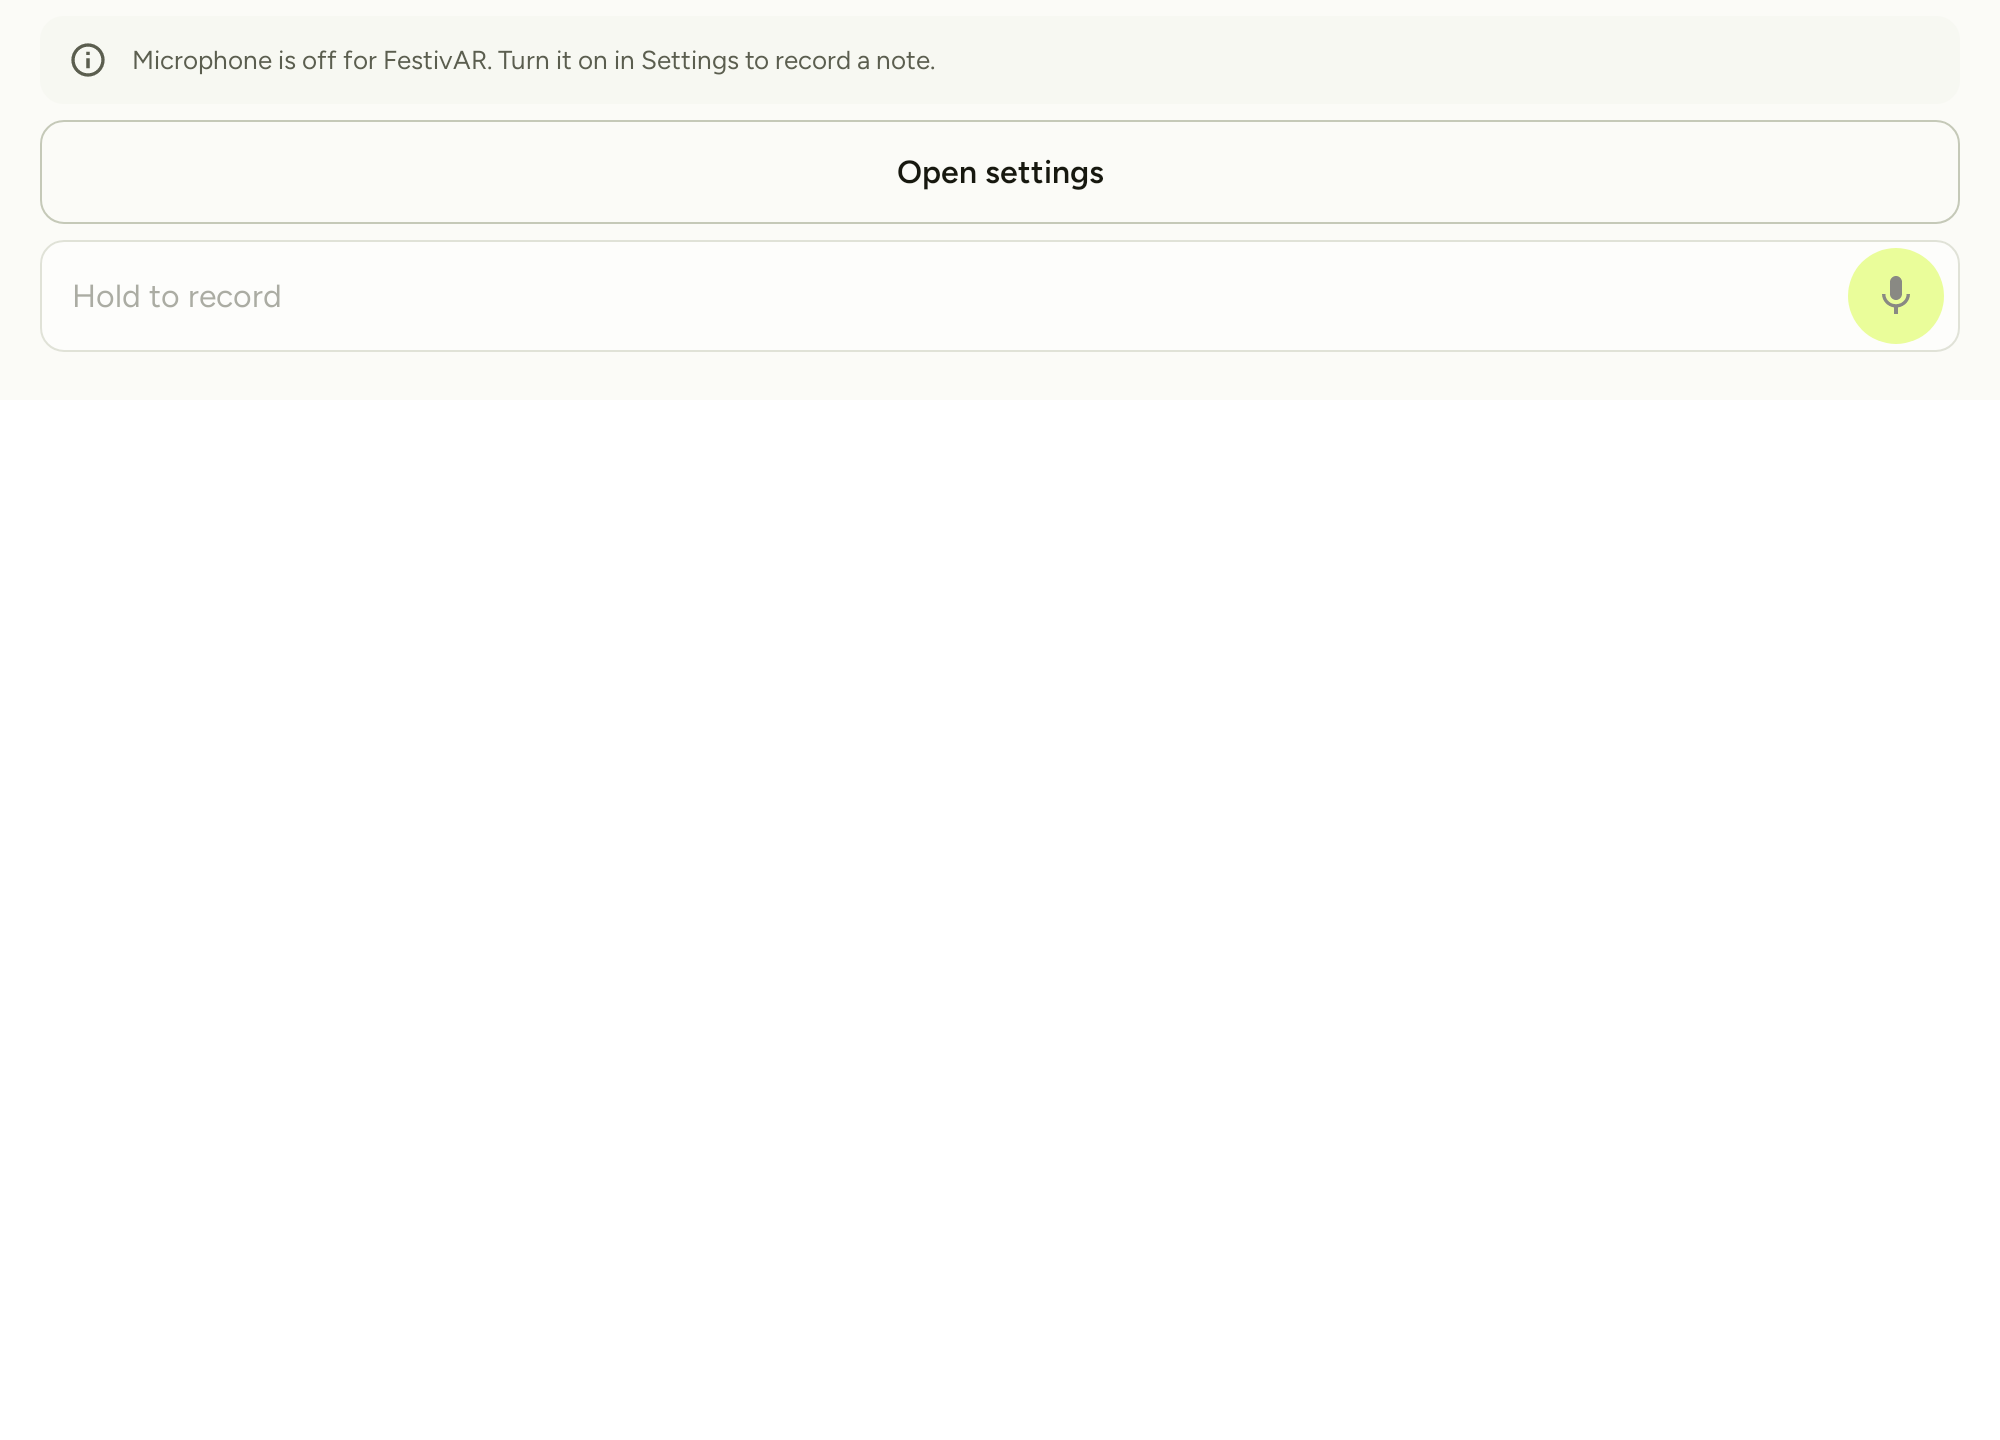 Microphone is off for FestivAR. Turn it on in Settings to record a note.
Open settings
Hold to record